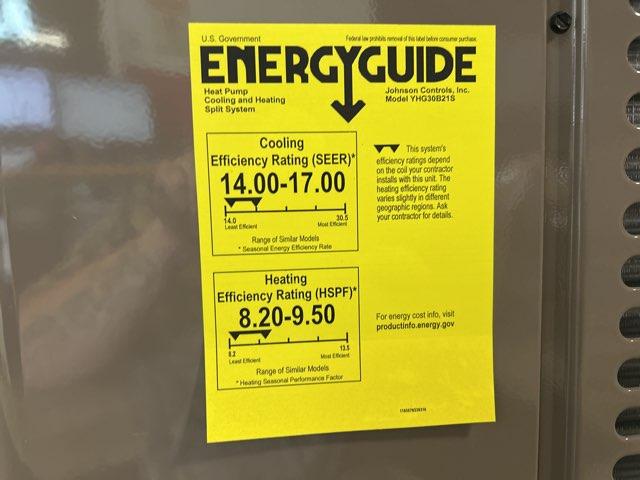 U.S. Government
Federal law prohibits removal of this label before consumer purchase.
ENERGYGUIDE
Heat Pump
Cooling and Heating
Split System
Johnson Controls, Inc.
Model YHG30B21S
Cooling
Efficiency Rating (SEER)*
14.00-17.00
14.0
30.5
Least Efficient
Most Efficient
Range of Similar Models
* Seasonal Energy Efficiency Rate
This system's
efficiency ratings depend
on the coil your contractor
installs with this unit. The
heating efficiency rating
varies slightly in different
geographic regions. Ask
your contractor for details.
Heating
Efficiency Rating (HSPF)*
8.20-9.50
8.2
13.5
Least Efficient
Most Efficient
Range of Similar Models
* Heating Seasonal Performance Factor
For energy cost info, visit
productinfo.energy.gov